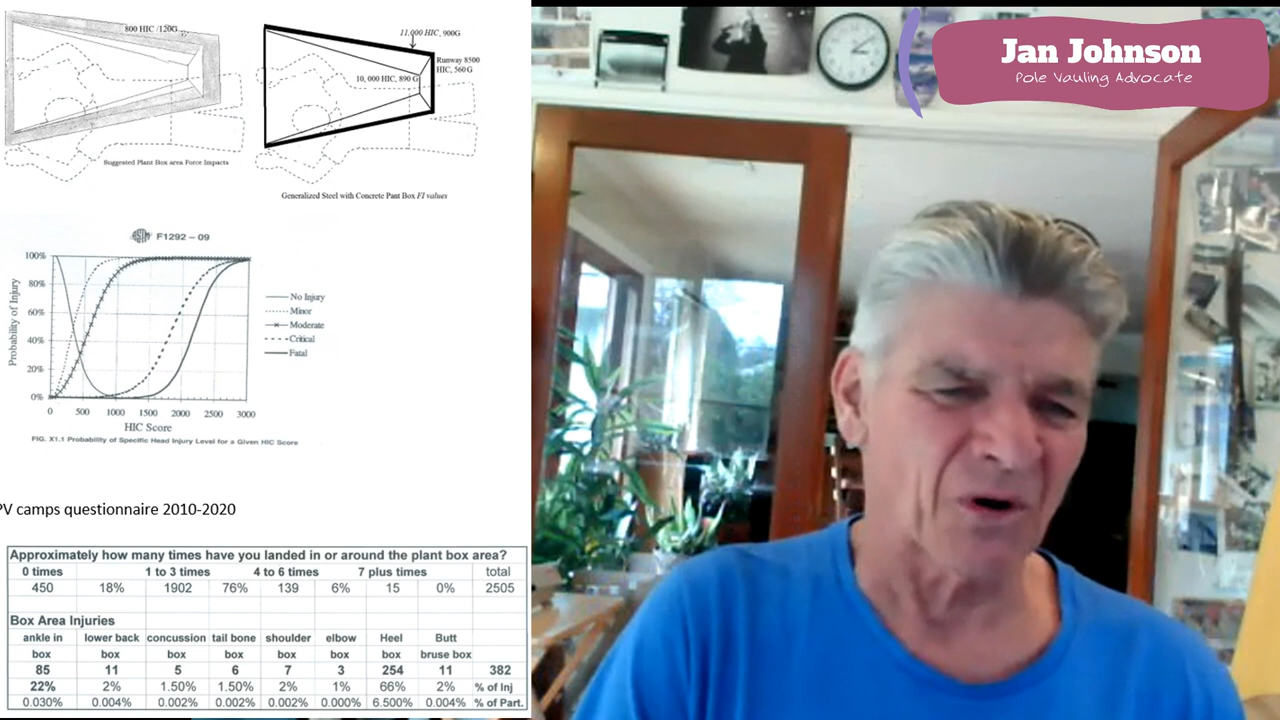 800 HIC /120G
Suggested Plant Box area Force Impacts
11,000 HIC, 900G
Runway 8500
HIC, 560 G
10, 000 HIC, 890 G
Generalized Steel with Concrete Pant Box FI values
ASTM F1292 – 09
Probability of Injury
100%
80%
60%
40%
20%
0%
0 500 1000 1500 2000 2500 3000
HIC Score
No Injury
Minor
Moderate
Critical
Fatal
FIG. X1.1 Probability of Specific Head Injury Level for a Given HIC Score
PV camps questionnaire 2010-2020
Approximately how many times have you landed in or around the plant box area?
0 times 1 to 3 times 4 to 6 times 7 plus times total
450 18% 1902 76% 139 6% 15 0% 2505
Box Area Injuries
ankle in lower back concussion tail bone shoulder elbow Heel Butt
box box box box box box box bruse box
85 11 5 6 7 3 254 11 382
22% 2% 1.50% 1.50% 2% 1% 66% 2% % of Inj
0.030% 0.004% 0.002% 0.002% 0.002% 0.000% 6.500% 0.004% % of Part.
Jan Johnson
Pole Vauling Advocate